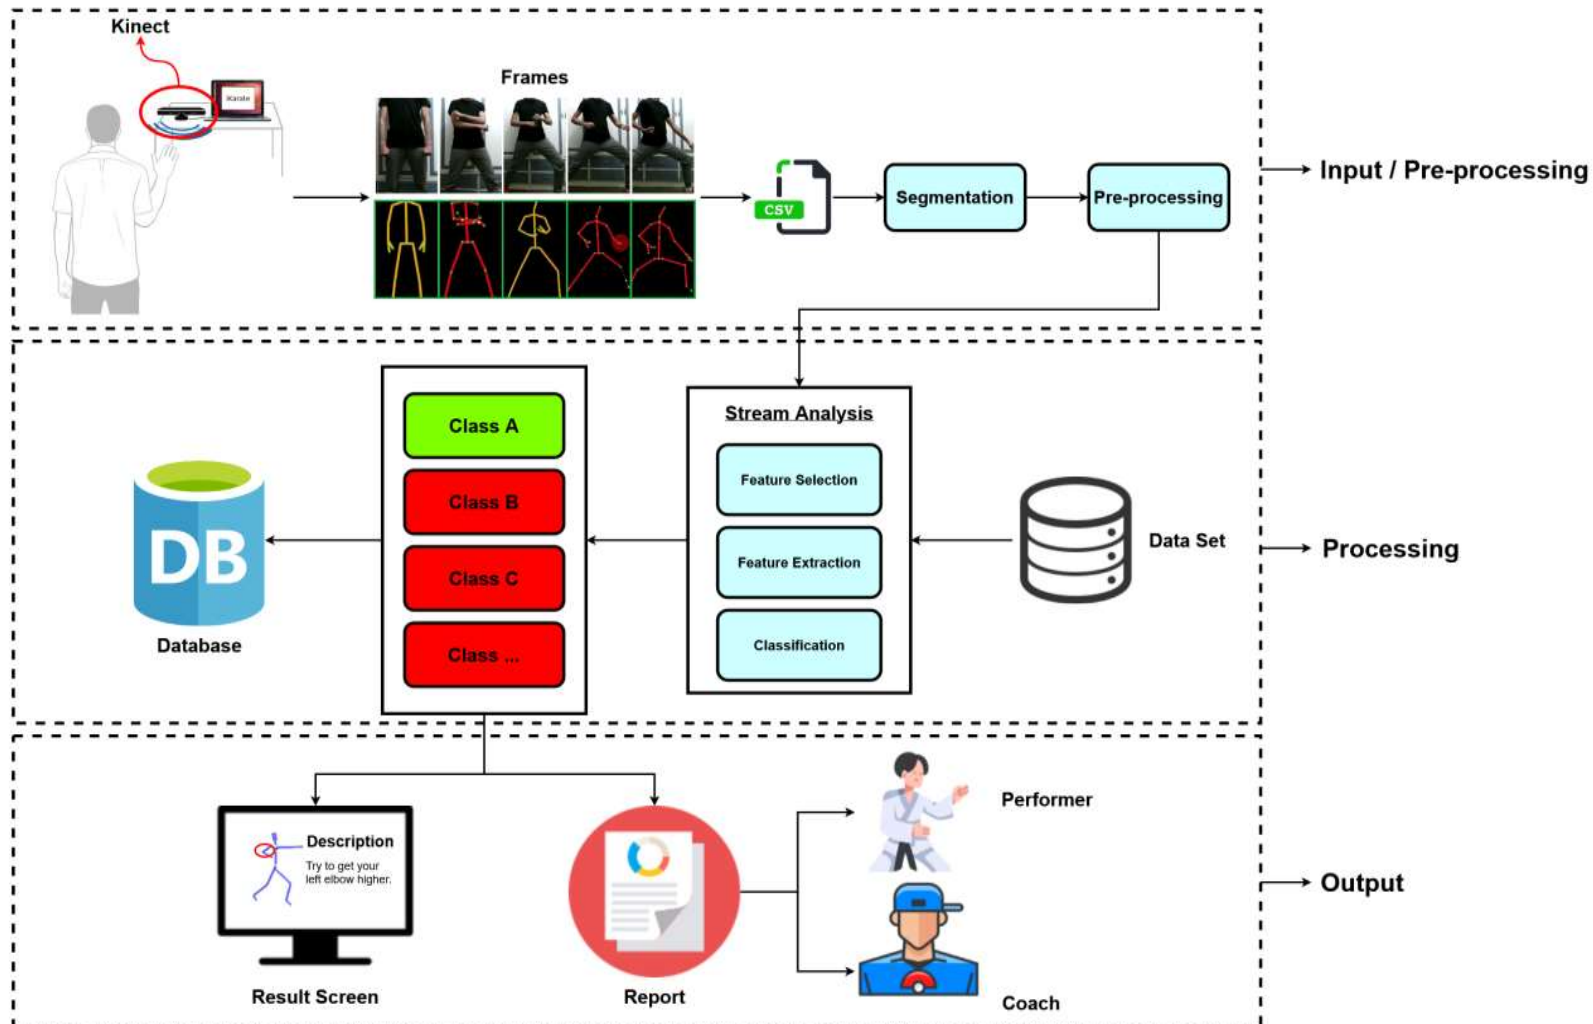 Kinect
iKarate
Frames
CSV
Segmentation
Pre-processing
Input / Pre-processing
Class A
Class B
Class C
Class ...
Stream Analysis
Feature Selection
Feature Extraction
Classification
Data Set
DB
Database
Processing
Description
Try to get your
left elbow higher.
Result Screen
Report
Performer
Coach
Output